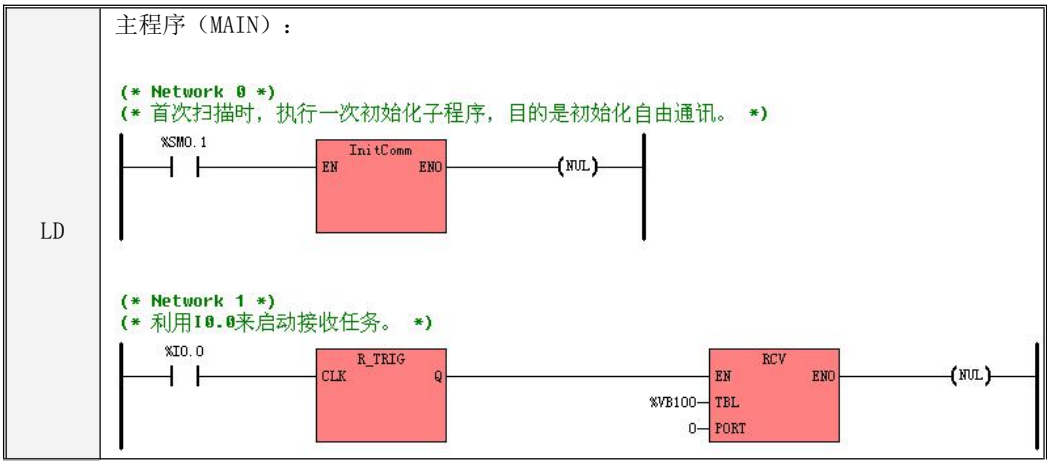 主程序（MAIN）：
(* Network 0 *)
(* 首次扫描时，执行一次初始化子程序，目的是初始化自由通讯。 *)
%SM0.1
InitComm
EN ENO
(NUL)
LD
(* Network 1 *)
(* 利用I0.0来启动接收任务。 *)
%I0.0
R_TRIG
CLK Q
RCV
EN ENO
(NUL)
%VB100 TBL
0 PORT